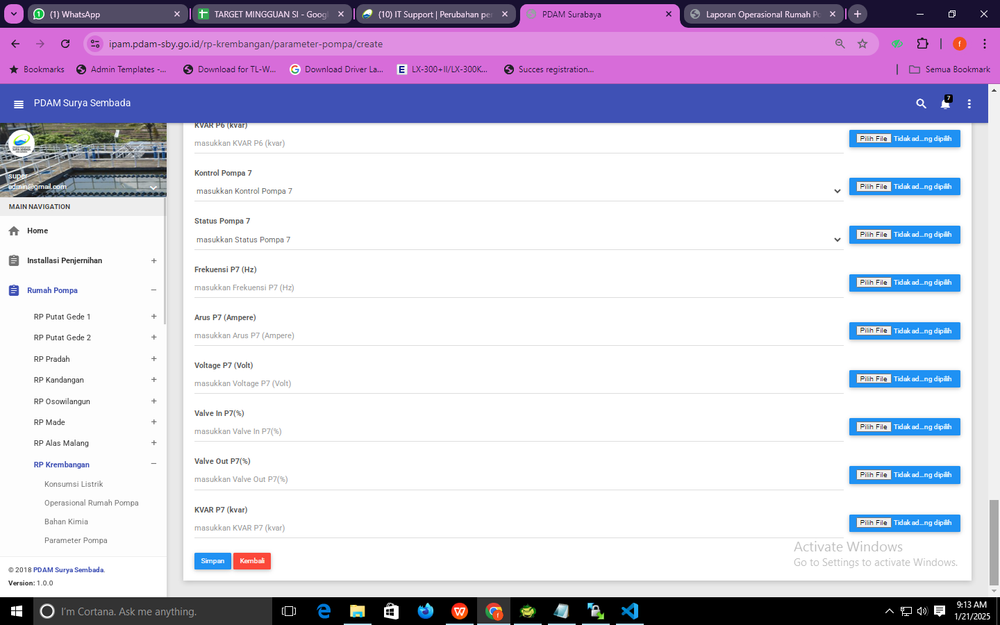 (1) WhatsApp
TARGET MINGGUAN SI - Goog
(10) IT Support | Perubahan per
PDAM Surabaya
Laporan Operasional Rumah Po
ipam.pdam-sby.go.id/rp-krembangan/parameter-pompa/create
f
Bookmarks
Admin Templates -...
Download for TL-W...
Download Driver La...
LX-300+II/LX-300K...
Succes registration...
Semua Bookmark
PDAM Surya Sembada
7
super
admin@gmail.com
MAIN NAVIGATION
Home
Installasi Penjernihan
Rumah Pompa
RP Putat Gede 1
RP Putat Gede 2
RP Pradah
RP Kandangan
RP Osowilangun
RP Made
RP Alas Malang
RP Krembangan
Konsumsi Listrik
Operasional Rumah Pompa
Bahan Kimia
Parameter Pompa
© 2018 PDAM Surya Sembada.
Version: 1.0.0
KVAR P6 (kvar)
masukkan KVAR P6 (kvar)
Pilih File Tidak ad...ng dipilih
Kontrol Pompa 7
masukkan Kontrol Pompa 7
Pilih File Tidak ad...ng dipilih
Status Pompa 7
masukkan Status Pompa 7
Pilih File Tidak ad...ng dipilih
Frekuensi P7 (Hz)
masukkan Frekuensi P7 (Hz)
Pilih File Tidak ad...ng dipilih
Arus P7 (Ampere)
masukkan Arus P7 (Ampere)
Pilih File Tidak ad...ng dipilih
Voltage P7 (Volt)
masukkan Voltage P7 (Volt)
Pilih File Tidak ad...ng dipilih
Valve In P7(%)
masukkan Valve In P7(%)
Pilih File Tidak ad...ng dipilih
Valve Out P7(%)
masukkan Valve Out P7(%)
Pilih File Tidak ad...ng dipilih
KVAR P7 (kvar)
masukkan KVAR P7 (kvar)
Pilih File Tidak ad...ng dipilih
Simpan
Kembali
Activate Windows
Go to Settings to activate Windows.
I'm Cortana. Ask me anything.
9:13 AM
1/21/2025